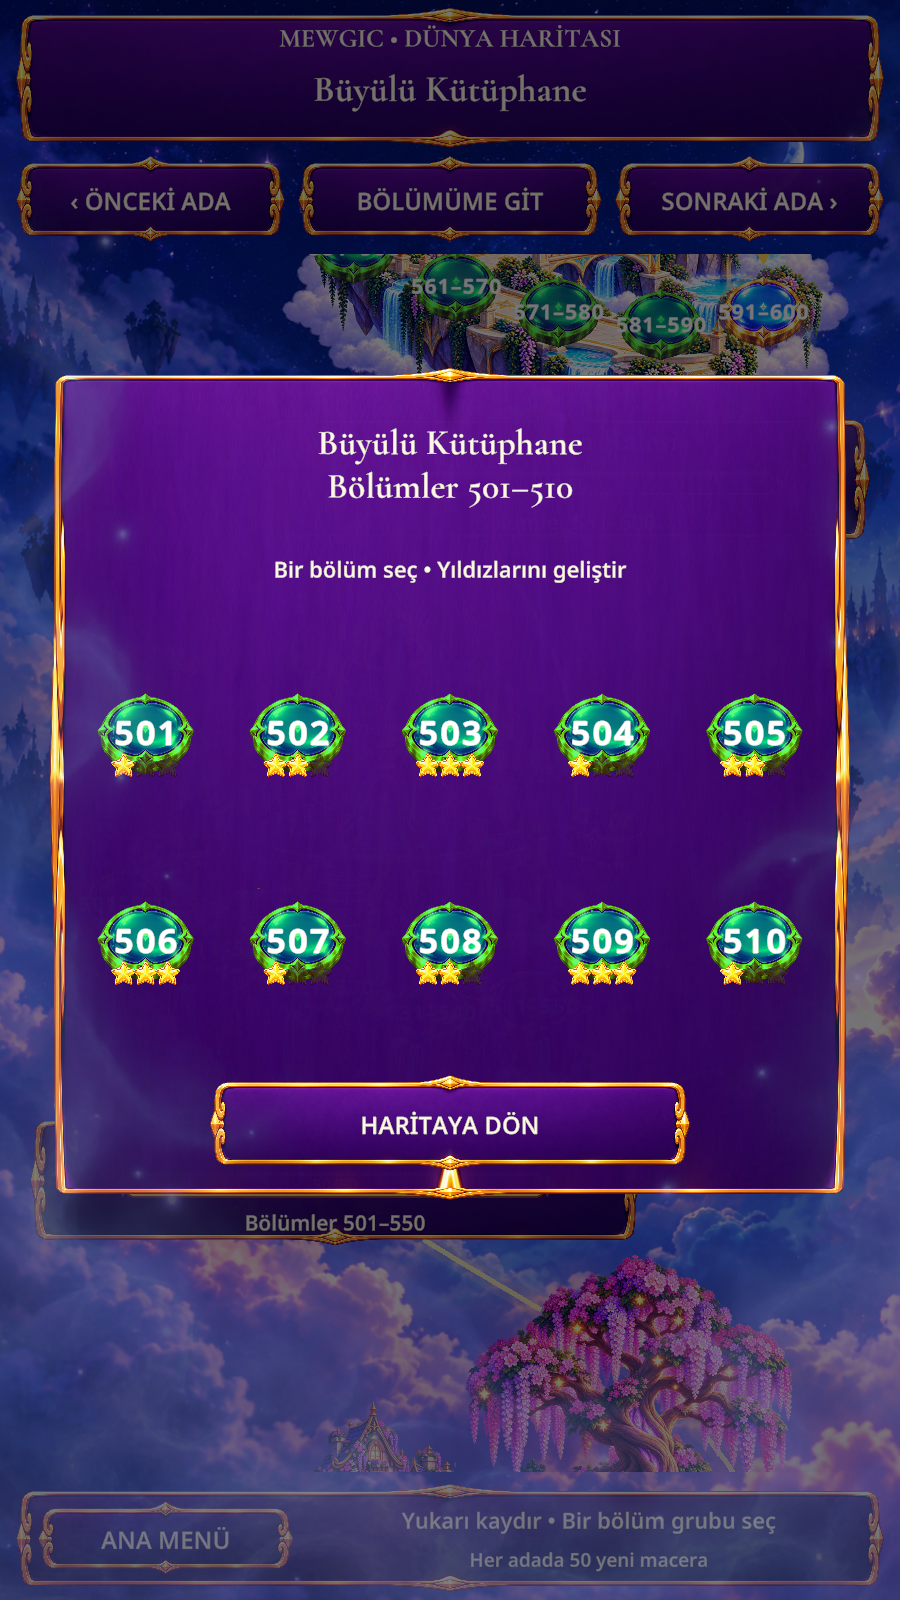 MEWGIC • DÜNYA HARİTASI
Büyülü Kütüphane
‹ ÖNCEKİ ADA
BÖLÜMÜME GİT
SONRAKİ ADA ›
561–570
571–580
581–590
591–600
Büyülü Kütüphane
Bölümler 501–510
Bir bölüm seç • Yıldızlarını geliştir
501
502
503
504
505
506
507
508
509
510
HARİTAYA DÖN
Bölümler 501–550
ANA MENÜ
Yukarı kaydır • Bir bölüm grubu seç
Her adada 50 yeni macera